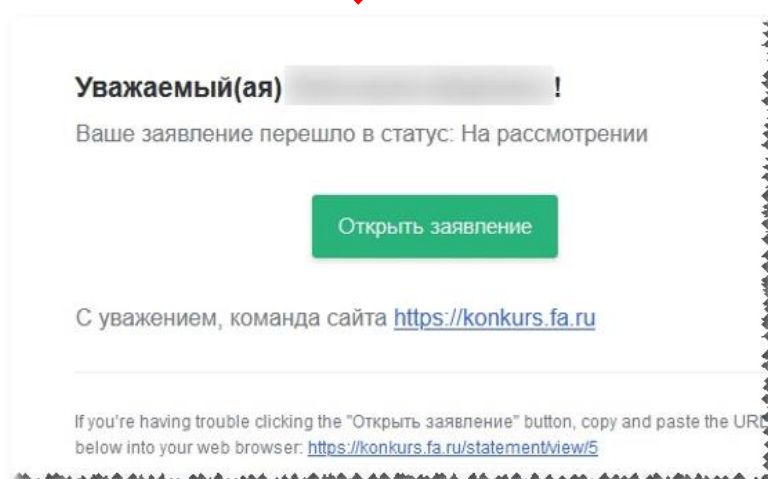 Уважаемый(ая) !
Ваше заявление перешло в статус: На рассмотрении
Открыть заявление
С уважением, команда сайта https://konkurs.fa.ru
If you're having trouble clicking the "Открыть заявление" button, copy and paste the URL
below into your web browser: https://konkurs.fa.ru/statement/view/5